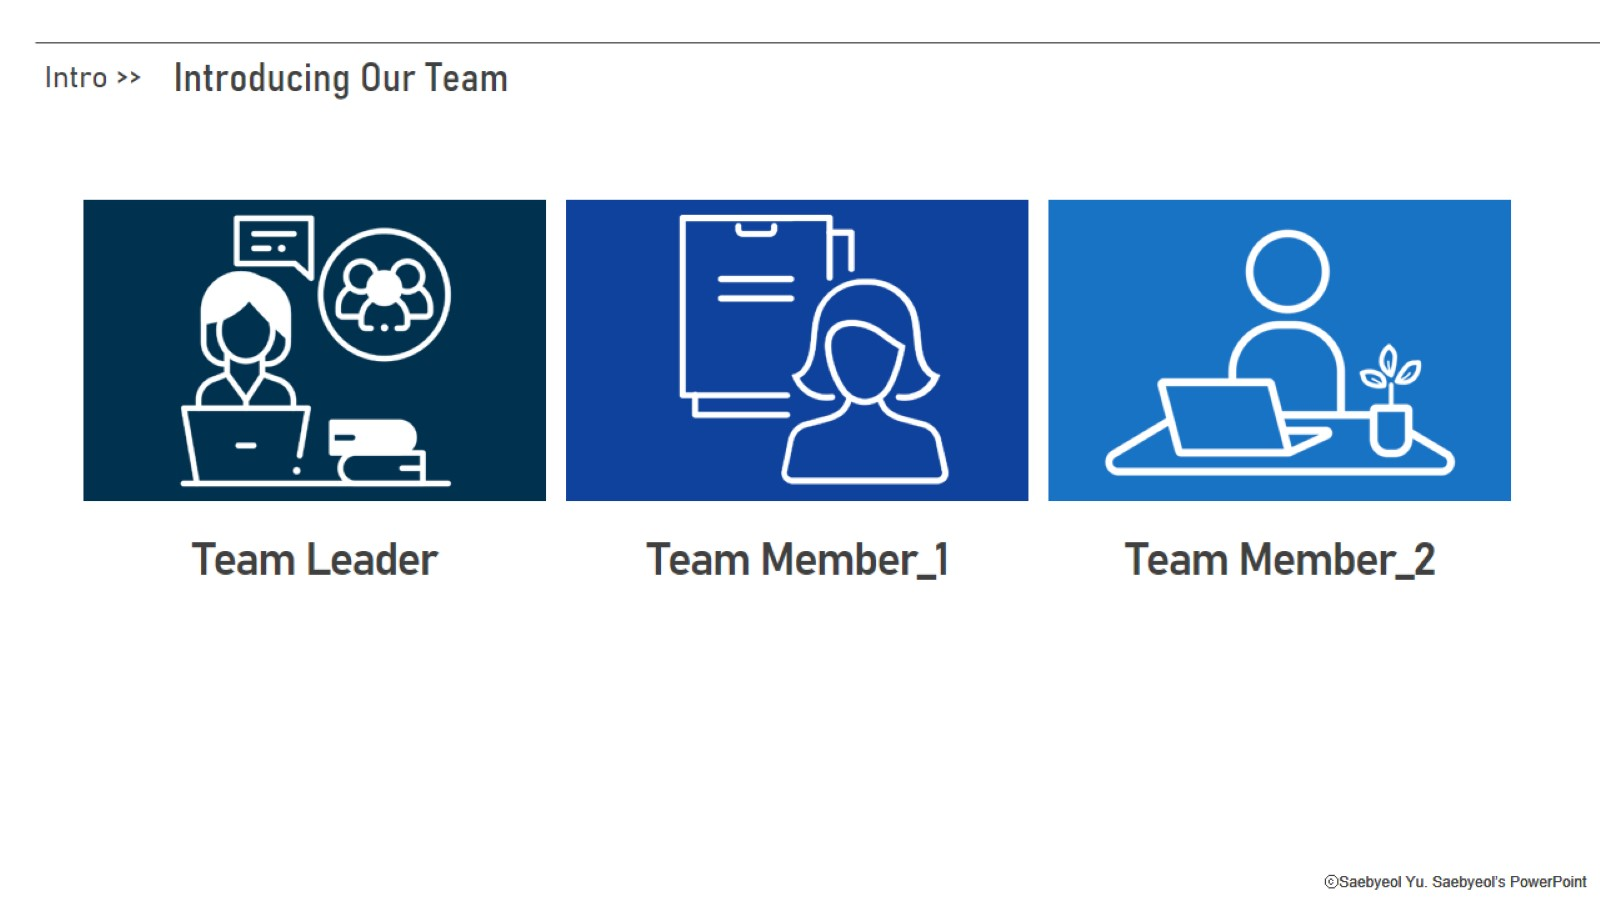 Intro >> Introducing Our Team
Team Leader
Team Member_1
Team Member_2
©Saebyeol Yu. Saebyeol's PowerPoint